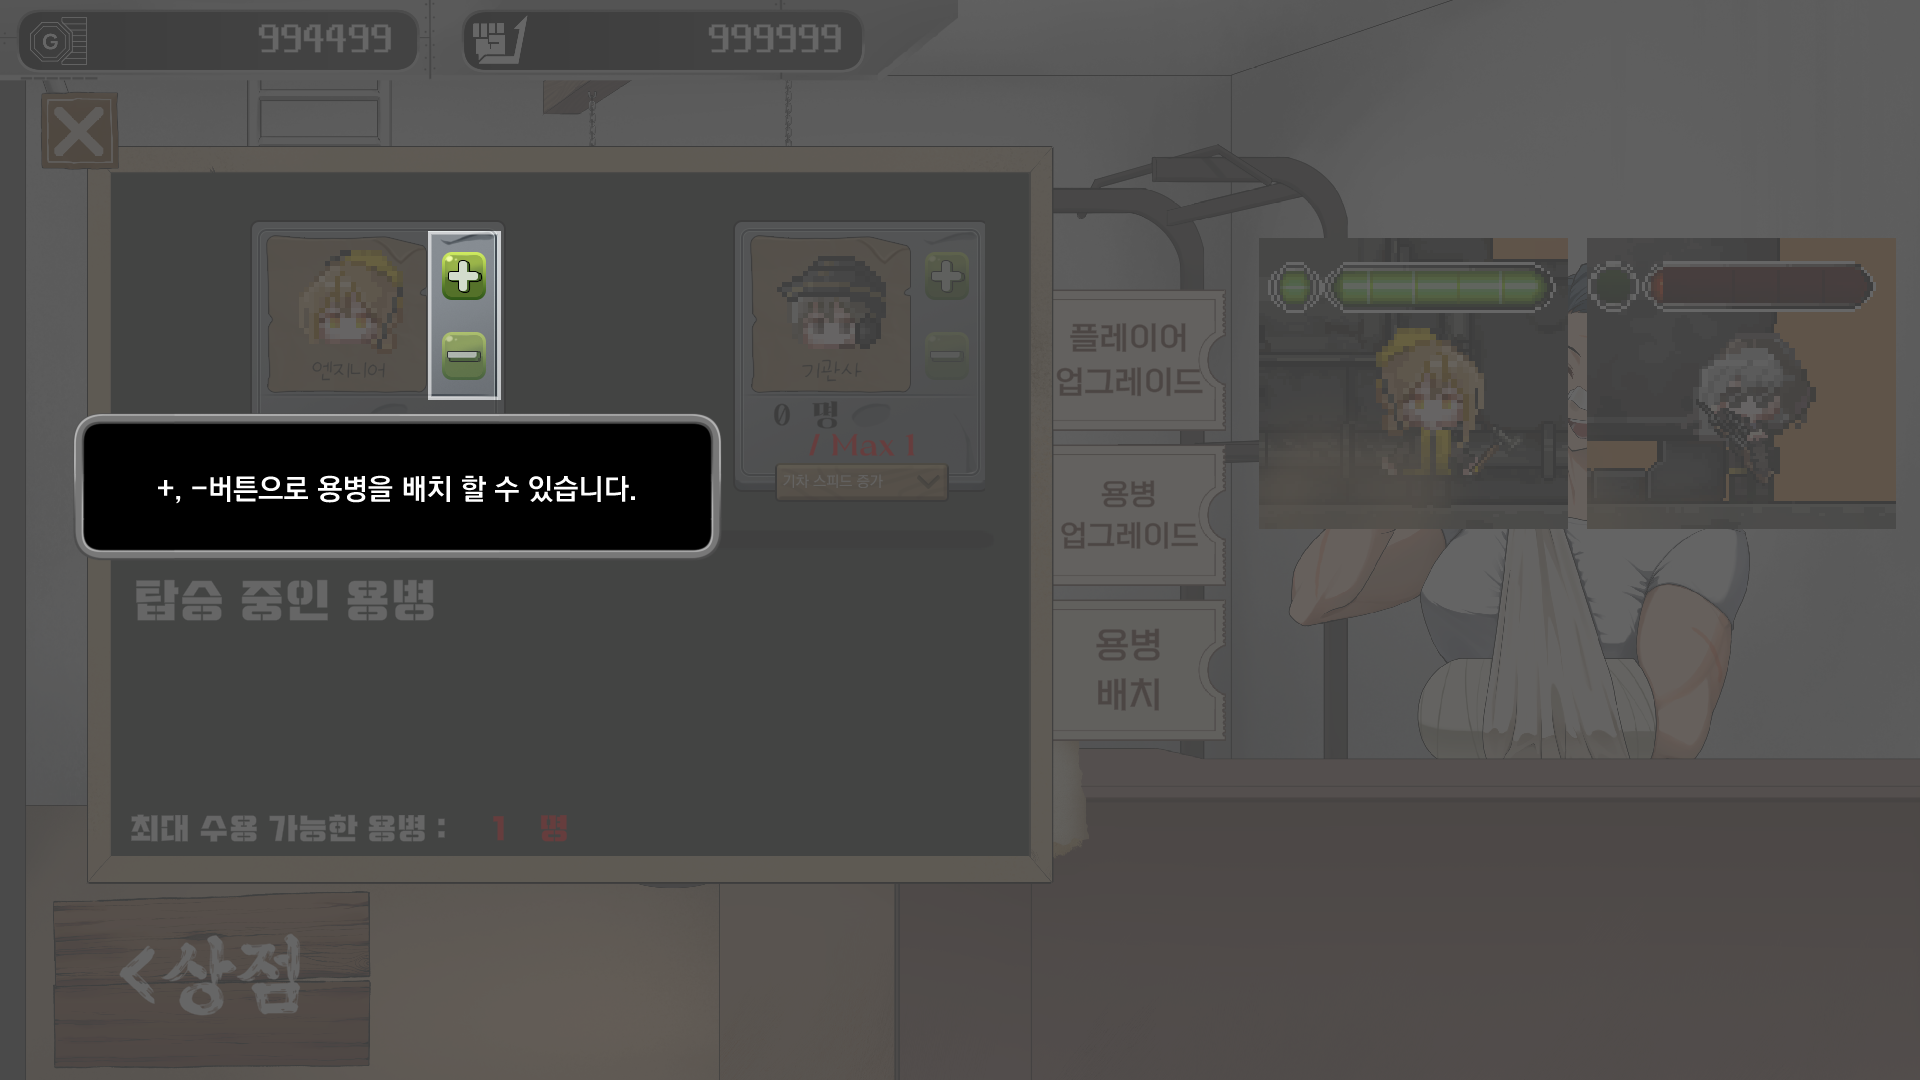 G 994499 999999
엔지니어
기관사
0 명
/ Max 1
기차 스피드 증가
+, -버튼으로 용병을 배치 할 수 있습니다.
탑승 중인 용병
최대 수용 가능한 용병 : 1 명
플레이어
업그레이드
용병
업그레이드
용병
배치
<상점